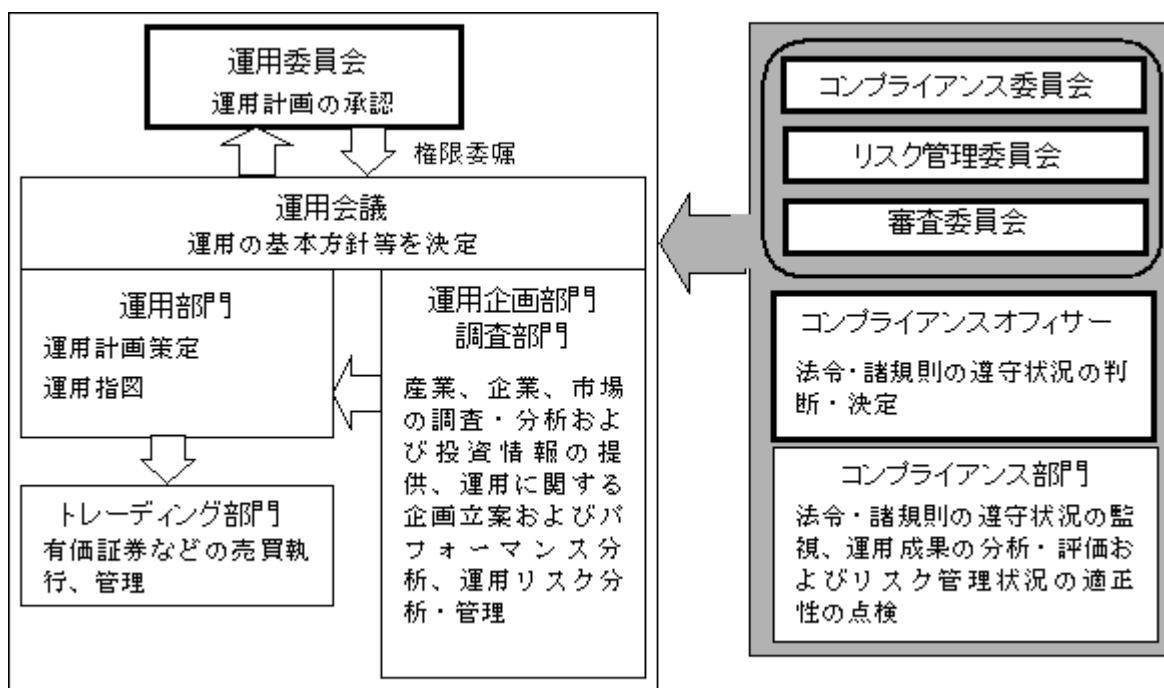 運用委員会
運用計画の承認
権限委嘱
運用会議
運用の基本方針等を決定
運用部門
運用計画策定
運用指図
運用企画部門
調査部門
産業、企業、市場
の調査・分析およ
び投資情報の提
供、運用に関する
企画立案およびパ
フォーマンス分
析、運用リスク分
析・管理
トレーディング部門
有価証券などの売買執
行、管理
コンプライアンス委員会
リスク管理委員会
審査委員会
コンプライアンスオフィサー
法令・諸規則の遵守状況の判
断・決定
コンプライアンス部門
法令・諸規則の遵守状況の監
視、運用成果の分析・評価お
よびリスク管理状況の適正
性の点検